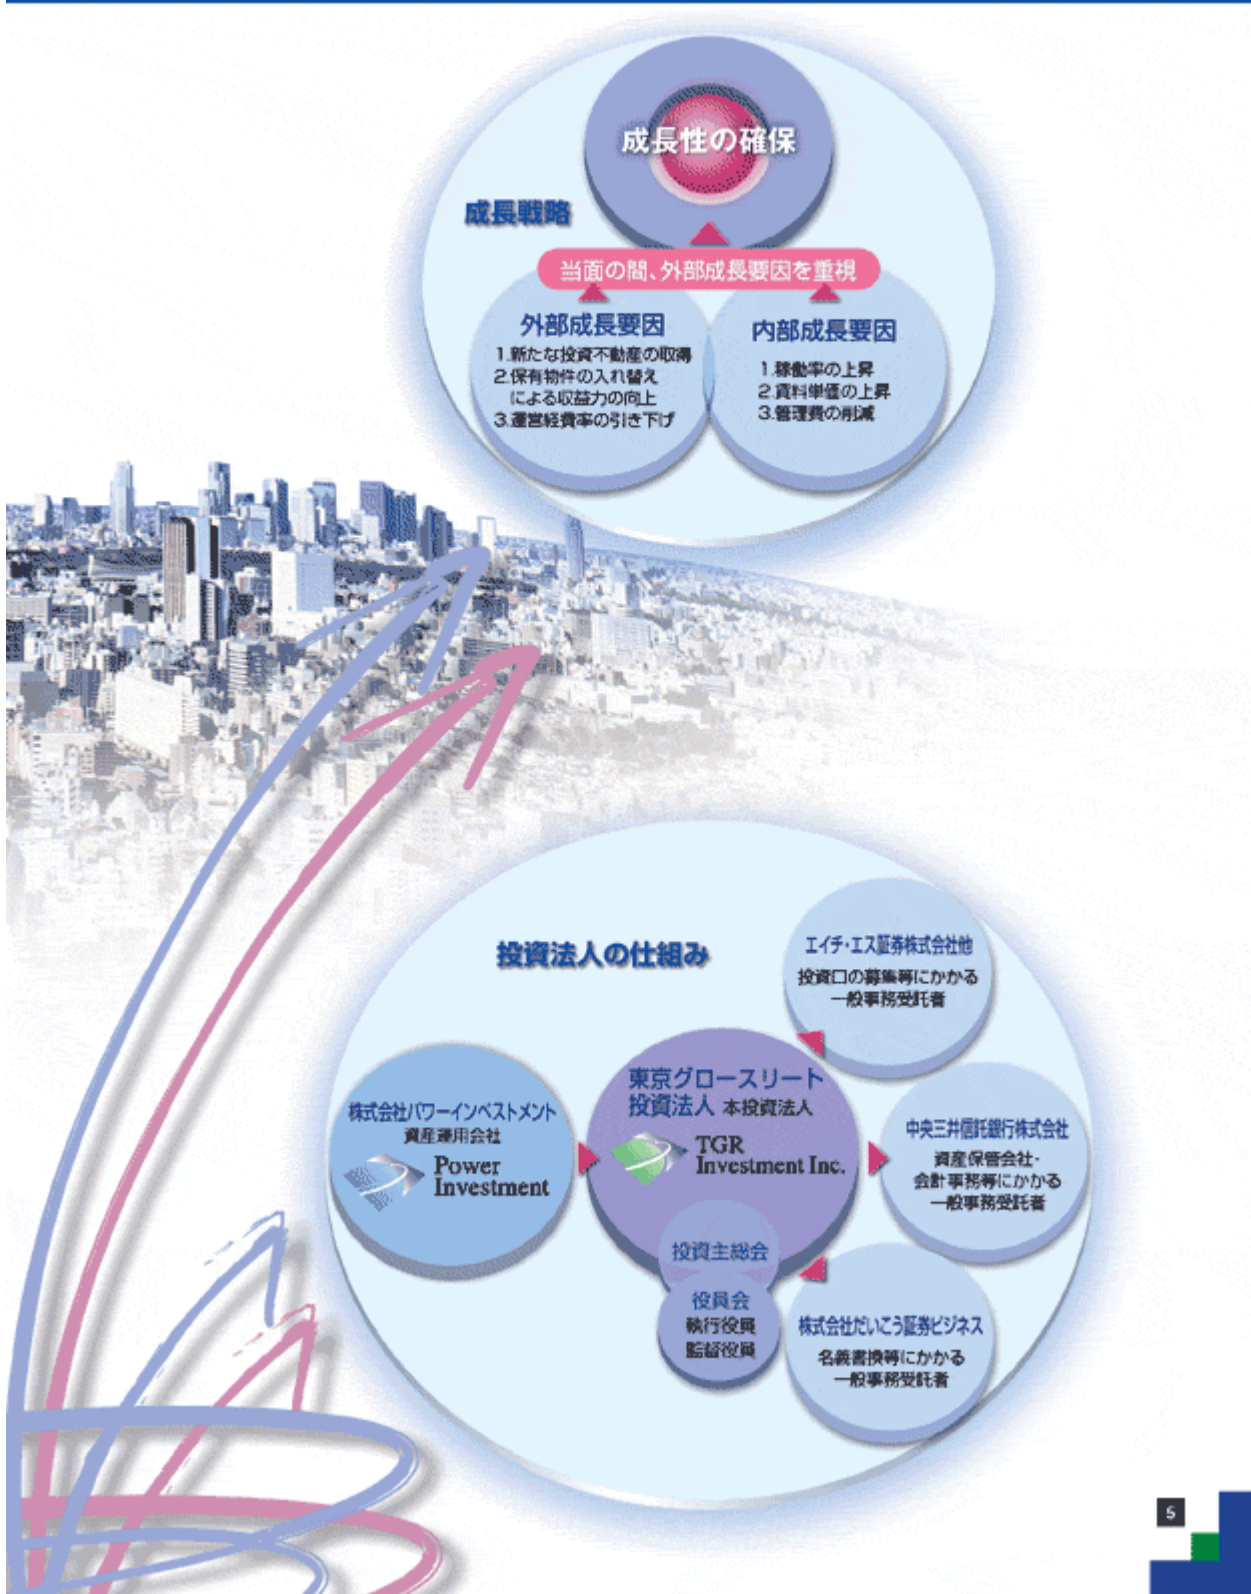 成長性の確保
成長戦略
当面の間、外部成長要因を重視
外部成長要因
1.新たな投資不動産の取得
2.保有物件の入れ替え
による収益力の向上
3.運営経費率の引き下げ
内部成長要因
1.稼働率の上昇
2.賃料単価の上昇
3.管理費の削減
投資法人の仕組み
エイチ・エス証券株式会社他
投資口の募集等にかかる
一般事務受託者
株式会社パワーインベストメント
資産運用会社
Power
Investment
東京グロースリート
投資法人 本投資法人
TGR
Investment Inc.
投資主総会
役員会
執行役員
監督役員
中央三井信託銀行株式会社
資産保管会社・
会計事務等にかかる
一般事務受託者
株式会社だいこう証券ビジネス
名義書換等にかかる
一般事務受託者
5